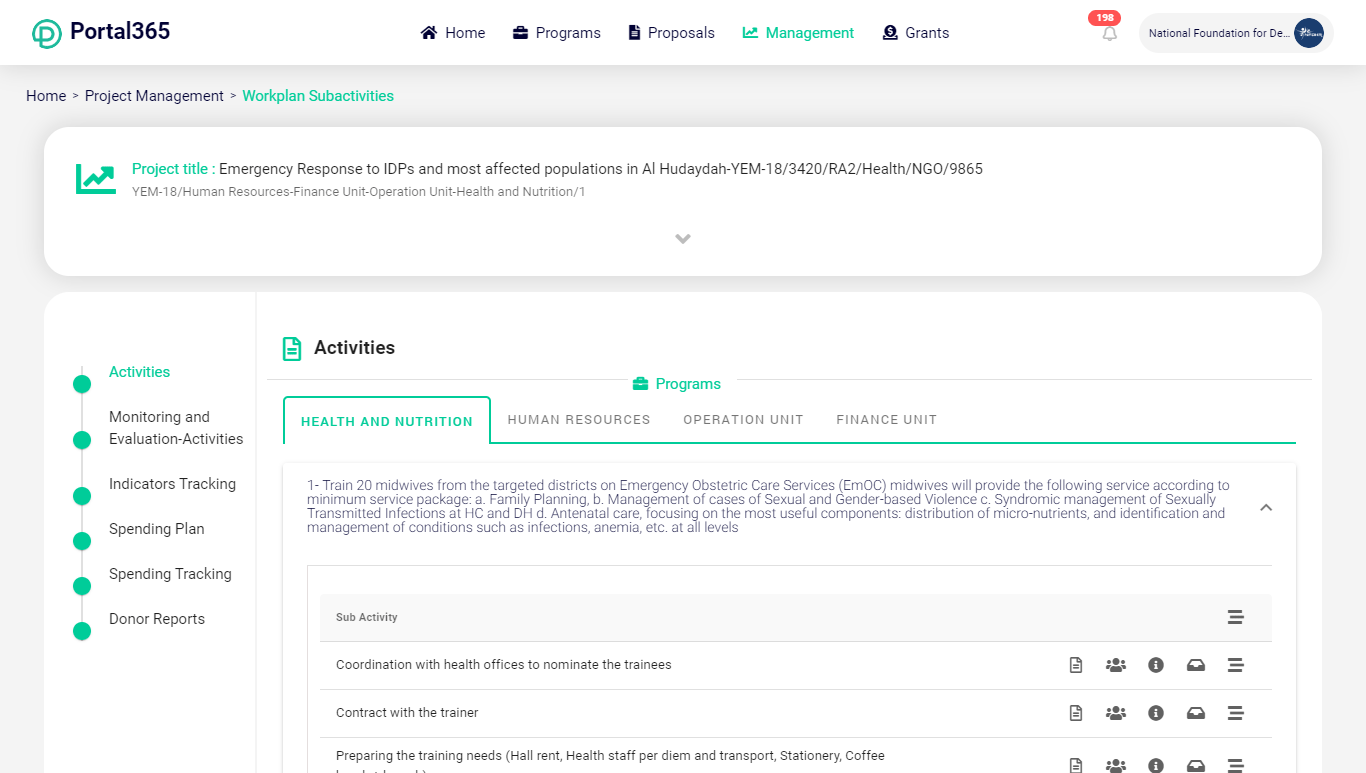 Portal365
Home Programs Proposals Management Grants
198
National Foundation for De...
Home > Project Management > Workplan Subactivities
Project title : Emergency Response to IDPs and most affected populations in Al Hudaydah-YEM-18/3420/RA2/Health/NGO/9865
YEM-18/Human Resources-Finance Unit-Operation Unit-Health and Nutrition/1
Activities
Monitoring and
Evaluation-Activities
Indicators Tracking
Spending Plan
Spending Tracking
Donor Reports
Activities
Programs
HEALTH AND NUTRITION HUMAN RESOURCES OPERATION UNIT FINANCE UNIT
1- Train 20 midwives from the targeted districts on Emergency Obstetric Care Services (EmOC) midwives will provide the following service according to
minimum service package: a. Family Planning, b. Management of cases of Sexual and Gender-based Violence c. Syndromic management of Sexually
Transmitted Infections at HC and DH d. Antenatal care, focusing on the most useful components: distribution of micro-nutrients, and identification and
management of conditions such as infections, anemia, etc. at all levels
Sub Activity
Coordination with health offices to nominate the trainees
Contract with the trainer
Preparing the training needs (Hall rent, Health staff per diem and transport, Stationery, Coffee